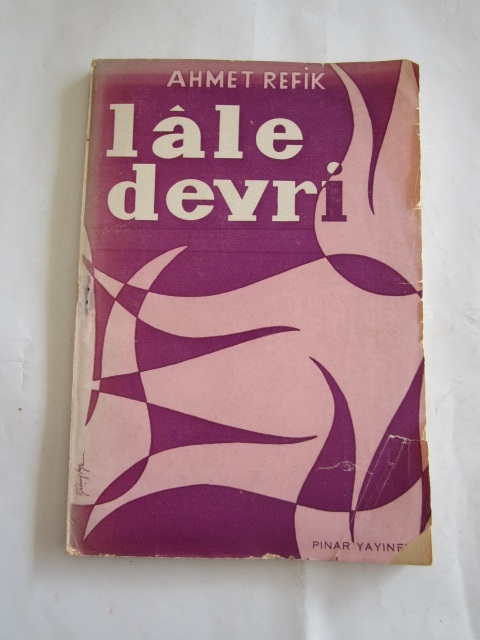 AHMET REFİK
lâle
devri
PINAR YAYINE